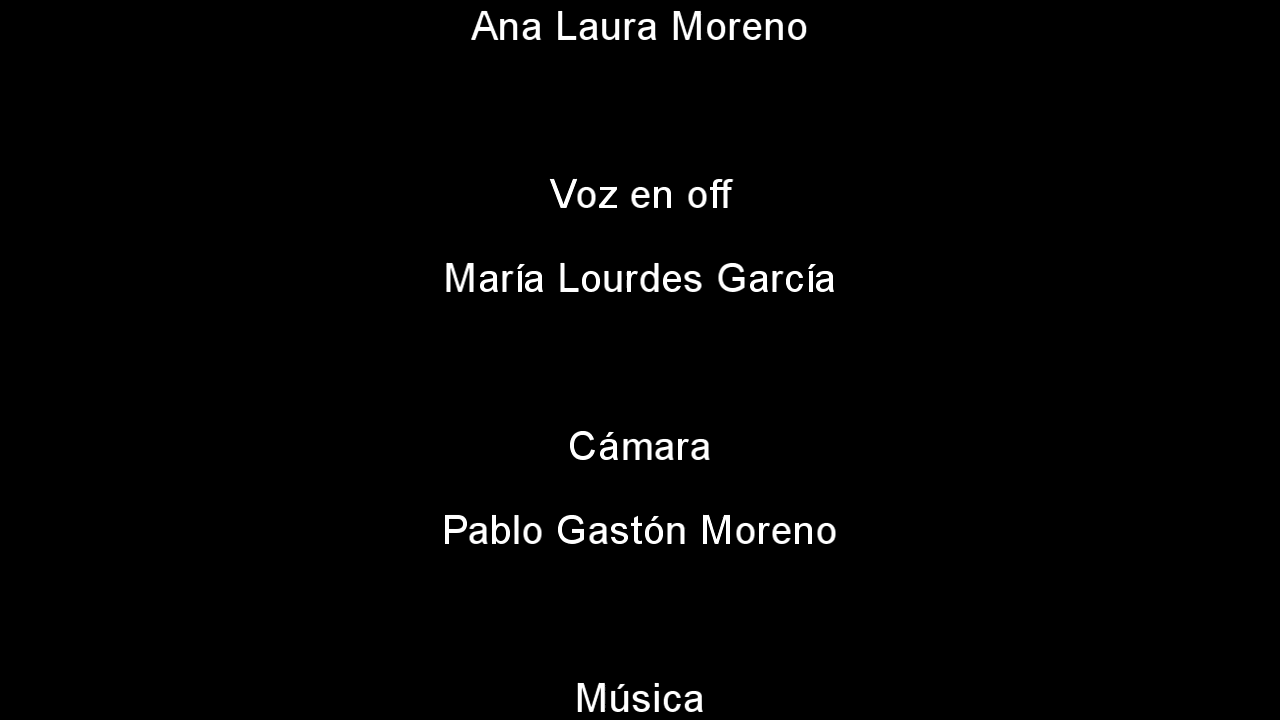 Ana Laura Moreno
Voz en off
María Lourdes García
Cámara
Pablo Gastón Moreno
Música